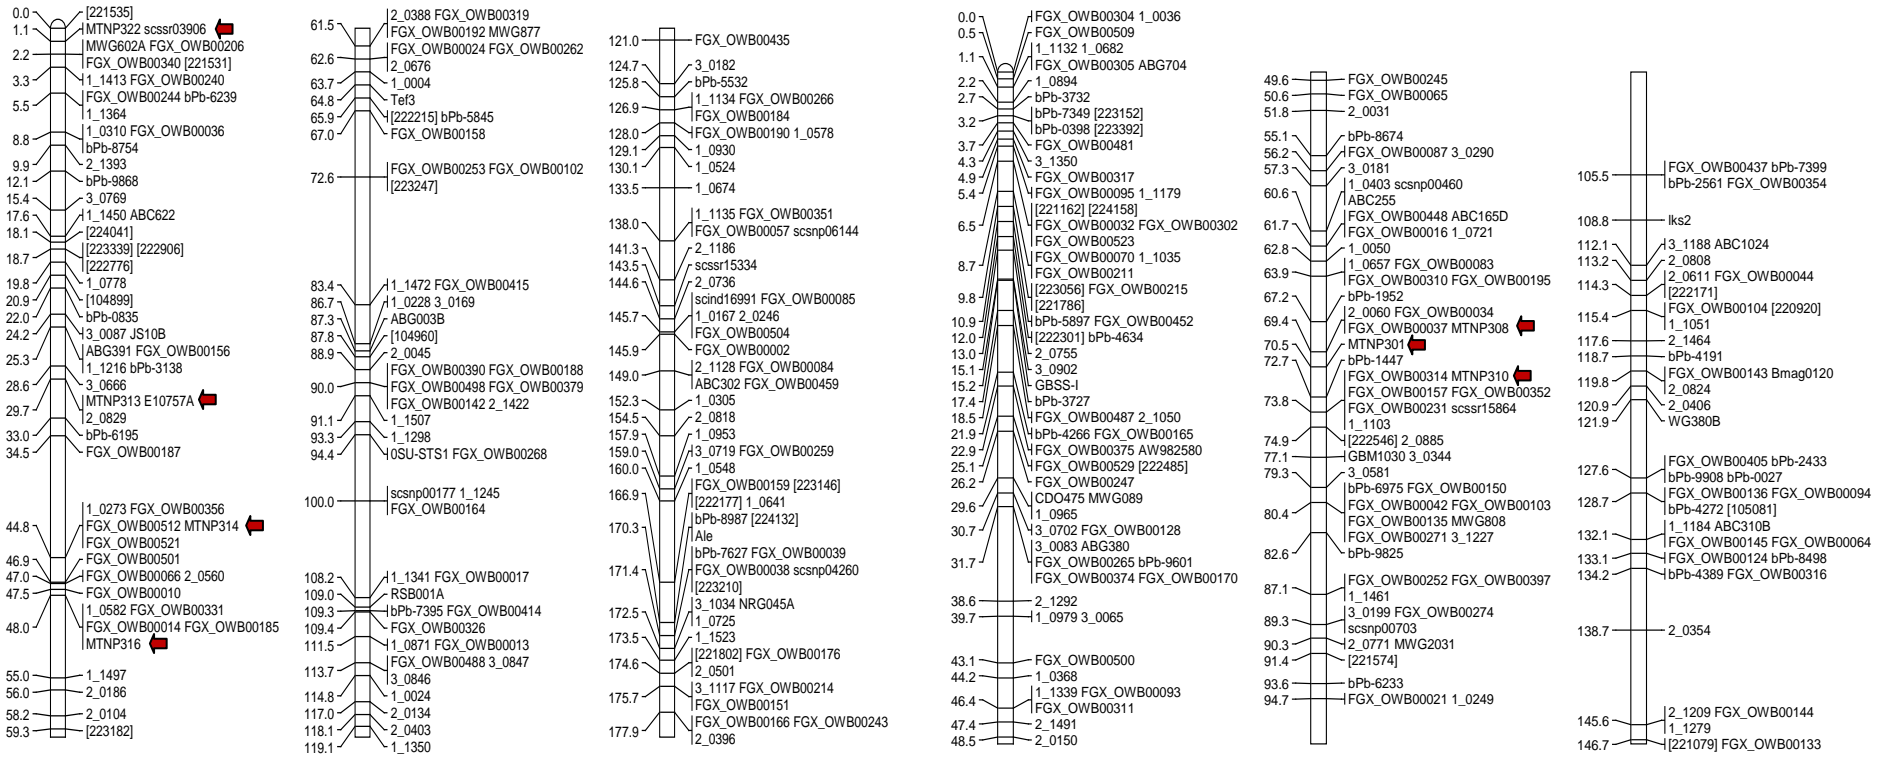 0.0 [221535]
1.1 MTNP322 scssr03906
MWG602A FGX_OWB00206
2.2 FGX_OWB00340 [221531]
3.3 1_1413 FGX_OWB00240
5.5 FGX_OWB00244 bPb-6239
1_1364
8.8 1_0310 FGX_OWB00036
bPb-8754
9.9 2_1393
12.1 bPb-9868
15.4 3_0769
17.6 1_1450 ABC622
18.1 [224041]
18.7 [223339] [222906]
[222776]
19.8 1_0778
20.9 [104899]
22.0 bPb-0835
24.2 3_0087 JS10B
25.3 ABG391 FGX_OWB00156
1_1216 bPb-3138
28.6 3_0666
29.7 MTNP313 E10757A
2_0829
33.0 bPb-6195
34.5 FGX_OWB00187
1_0273 FGX_OWB00356
44.8 FGX_OWB00512 MTNP314
FGX_OWB00521
46.9 FGX_OWB00501
47.0 FGX_OWB00066 2_0560
47.5 FGX_OWB00010
1_0582 FGX_OWB00331
48.0 FGX_OWB00014 FGX_OWB00185
MTNP316
55.0 1_1497
56.0 2_0186
58.2 2_0104
59.3 [223182]
61.5 2_0388 FGX_OWB00319
FGX_OWB00192 MWG877
62.6 FGX_OWB00024 FGX_OWB00262
2_0676
63.7 1_0004
64.8 Tef3
65.9 [222215] bPb-5845
67.0 FGX_OWB00158
72.6 FGX_OWB00253 FGX_OWB00102
[223247]
83.4 1_1472 FGX_OWB00415
86.7 1_0228 3_0169
87.3 ABG003B
87.8 [104960]
88.9 2_0045
FGX_OWB00390 FGX_OWB00188
90.0 FGX_OWB00498 FGX_OWB00379
FGX_OWB00142 2_1422
91.1 1_1507
93.3 1_1298
94.4 0SU-STS1 FGX_OWB00268
100.0 scsnp00177 1_1245
FGX_OWB00164
108.2 1_1341 FGX_OWB00017
109.0 RSB001A
109.3 bPb-7395 FGX_OWB00414
109.4 FGX_OWB00326
111.5 1_0871 FGX_OWB00013
113.7 FGX_OWB00488 3_0847
3_0846
114.8 1_0024
117.0 2_0134
118.1 2_0403
119.1 1_1350
121.0 FGX_OWB00435
124.7 3_0182
125.8 bPb-5532
126.9 1_1134 FGX_OWB00266
FGX_OWB00184
128.0 FGX_OWB00190 1_0578
129.1 1_0930
130.1 1_0524
133.5 1_0674
138.0 1_1135 FGX_OWB00351
FGX_OWB00057 scsnp06144
141.3 2_1186
143.5 scssr15334
144.6 2_0736
scind16991 FGX_OWB00085
145.7 1_0167 2_0246
FGX_OWB00504
145.9 FGX_OWB00002
149.0 2_1128 FGX_OWB00084
ABC302 FGX_OWB00459
152.3 1_0305
154.5 2_0818
157.9 1_0953
159.0 3_0719 FGX_OWB00259
160.0 1_0548
166.9 FGX_OWB00159 [223146]
[222177] 1_0641
170.3 bPb-8987 [224132]
Ale
bPb-7627 FGX_OWB00039
171.4 FGX_OWB00038 scsnp04260
[223210]
172.5 3_1034 NRG045A
1_0725
173.5 1_1523
174.6 [221802] FGX_OWB00176
2_0501
175.7 3_1117 FGX_OWB00214
FGX_OWB00151
177.9 FGX_OWB00166 FGX_OWB00243
2_0396
0.0 FGX_OWB00304 1_0036
0.5 FGX_OWB00509
1.1 1_1132 1_0682
FGX_OWB00305 ABG704
2.2 1_0894
2.7 bPb-3732
3.2 bPb-7349 [223152]
bPb-0398 [223392]
3.7 FGX_OWB00481
4.3 3_1350
4.9 FGX_OWB00317
5.4 FGX_OWB00095 1_1179
[221162] [224158]
6.5 FGX_OWB00032 FGX_OWB00302
FGX_OWB00523
8.7 FGX_OWB00070 1_1035
FGX_OWB00211
9.8 [223056] FGX_OWB00215
[221786]
10.9 bPb-5897 FGX_OWB00452
12.0 [222301] bPb-4634
13.0 2_0755
15.1 3_0902
15.2 GBSS-I
17.4 bPb-3727
18.5 FGX_OWB00487 2_1050
21.9 bPb-4266 FGX_OWB00165
22.9 FGX_OWB00375 AW982580
25.1 FGX_OWB00529 [222485]
26.2 FGX_OWB00247
29.6 CDO475 MWG089
1_0965
30.7 3_0702 FGX_OWB00128
3_0083 ABG380
31.7 FGX_OWB00265 bPb-9601
FGX_OWB00374 FGX_OWB00170
38.6 2_1292
39.7 1_0979 3_0065
43.1 FGX_OWB00500
44.2 1_0368
46.4 1_1339 FGX_OWB00093
FGX_OWB00311
47.4 2_1491
48.5 2_0150
49.6 FGX_OWB00245
50.6 FGX_OWB00065
51.8 2_0031
55.1 bPb-8674
56.2 FGX_OWB00087 3_0290
57.3 3_0181
60.6 1_0403 scsnp00460
ABC255
61.7 FGX_OWB00448 ABC165D
FGX_OWB00016 1_0721
62.8 1_0050
63.9 1_0657 FGX_OWB00083
FGX_OWB00310 FGX_OWB00195
67.2 bPb-1952
69.4 2_0060 FGX_OWB00034
FGX_OWB00037 MTNP308
70.5 MTNP301
72.7 bPb-1447
FGX_OWB00314 MTNP310
73.8 FGX_OWB00157 FGX_OWB00352
FGX_OWB00231 scssr15864
1_1103
74.9 [222546] 2_0885
77.1 GBM1030 3_0344
79.3 3_0581
bPb-6975 FGX_OWB00150
80.4 FGX_OWB00042 FGX_OWB00103
FGX_OWB00135 MWG808
FGX_OWB00271 3_1227
82.6 bPb-9825
87.1 FGX_OWB00252 FGX_OWB00397
1_1461
89.3 3_0199 FGX_OWB00274
scsnp00703
90.3 2_0771 MWG2031
91.4 [221574]
93.6 bPb-6233
94.7 FGX_OWB00021 1_0249
105.5 FGX_OWB00437 bPb-7399
bPb-2561 FGX_OWB00354
108.8 lks2
112.1 3_1188 ABC1024
113.2 2_0808
114.3 2_0611 FGX_OWB00044
[222171]
115.4 FGX_OWB00104 [220920]
1_1051
117.6 2_1464
118.7 bPb-4191
119.8 FGX_OWB00143 Bmag0120
2_0824
120.9 2_0406
121.9 WG380B
127.6 FGX_OWB00405 bPb-2433
bPb-9908 bPb-0027
128.7 FGX_OWB00136 FGX_OWB00094
bPb-4272 [105081]
132.1 1_1184 ABC310B
FGX_OWB00145 FGX_OWB00064
133.1 FGX_OWB00124 bPb-8498
134.2 bPb-4389 FGX_OWB00316
138.7 2_0354
145.6 2_1209 FGX_OWB00144
1_1279
146.7 [221079] FGX_OWB00133